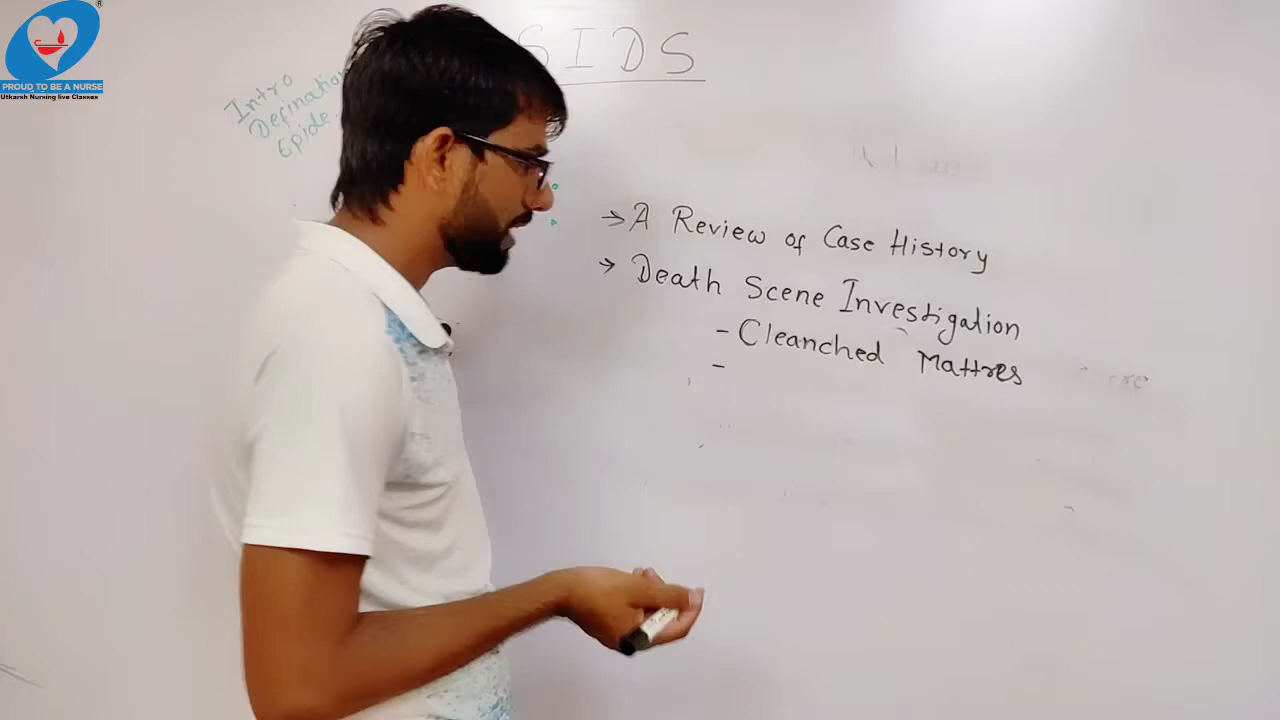 SIDS
PROUD TO BE A NURSE
Utkarsh Nursing live Classes
Intro
Defination
Epide
→ A Review of Case History
→ Death Scene Investigation
- Cleanched Mattres
-